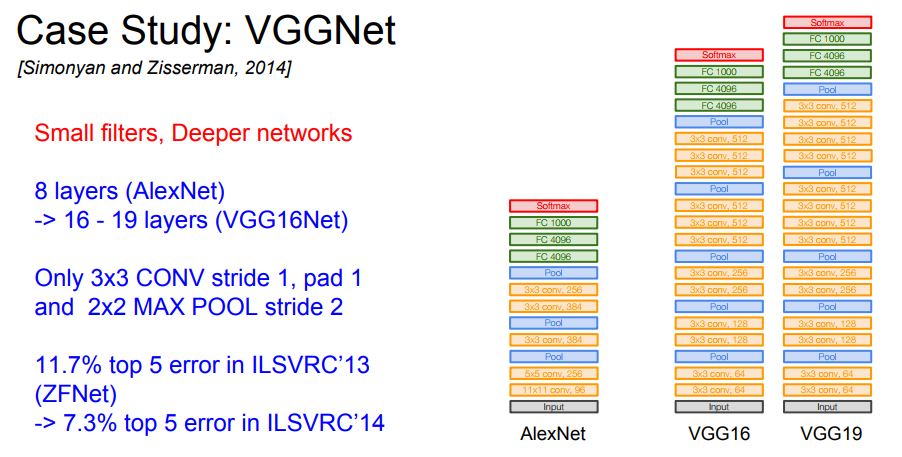 Case Study: VGGNet
[Simonyan and Zisserman, 2014]
Small filters, Deeper networks
8 layers (AlexNet)
-> 16 - 19 layers (VGG16Net)
Only 3x3 CONV stride 1, pad 1
and 2x2 MAX POOL stride 2
11.7% top 5 error in ILSVRC’13
(ZFNet)
-> 7.3% top 5 error in ILSVRC’14
Softmax
FC 1000
FC 4096
FC 4096
Pool
3x3 conv, 256
3x3 conv, 384
Pool
3x3 conv, 384
Pool
5x5 conv, 256
11x11 conv, 96
Input
AlexNet
Softmax
FC 1000
FC 4096
FC 4096
Pool
3x3 conv, 512
3x3 conv, 512
3x3 conv, 512
Pool
3x3 conv, 512
3x3 conv, 512
3x3 conv, 512
Pool
3x3 conv, 256
3x3 conv, 256
Pool
3x3 conv, 128
3x3 conv, 128
Pool
3x3 conv, 64
3x3 conv, 64
Input
VGG16
Softmax
FC 1000
FC 4096
FC 4096
Pool
3x3 conv, 512
3x3 conv, 512
3x3 conv, 512
3x3 conv, 512
Pool
3x3 conv, 512
3x3 conv, 512
3x3 conv, 512
3x3 conv, 512
Pool
3x3 conv, 256
3x3 conv, 256
Pool
3x3 conv, 128
3x3 conv, 128
Pool
3x3 conv, 64
3x3 conv, 64
Input
VGG19